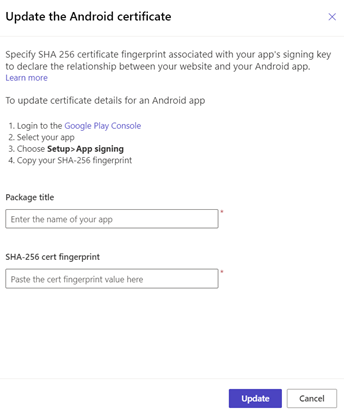 Update the Android certificate
Specify SHA 256 certificate fingerprint associated with your app's signing key
to declare the relationship between your website and your Android app.
Learn more
To update certificate details for an Android app
1. Login to the Google Play Console
2. Select your app
3. Choose Setup>App signing
4. Copy your SHA-256 fingerprint
Package title
Enter the name of your app
*
SHA-256 cert fingerprint
Paste the cert fingerprint value here
*
Update Cancel